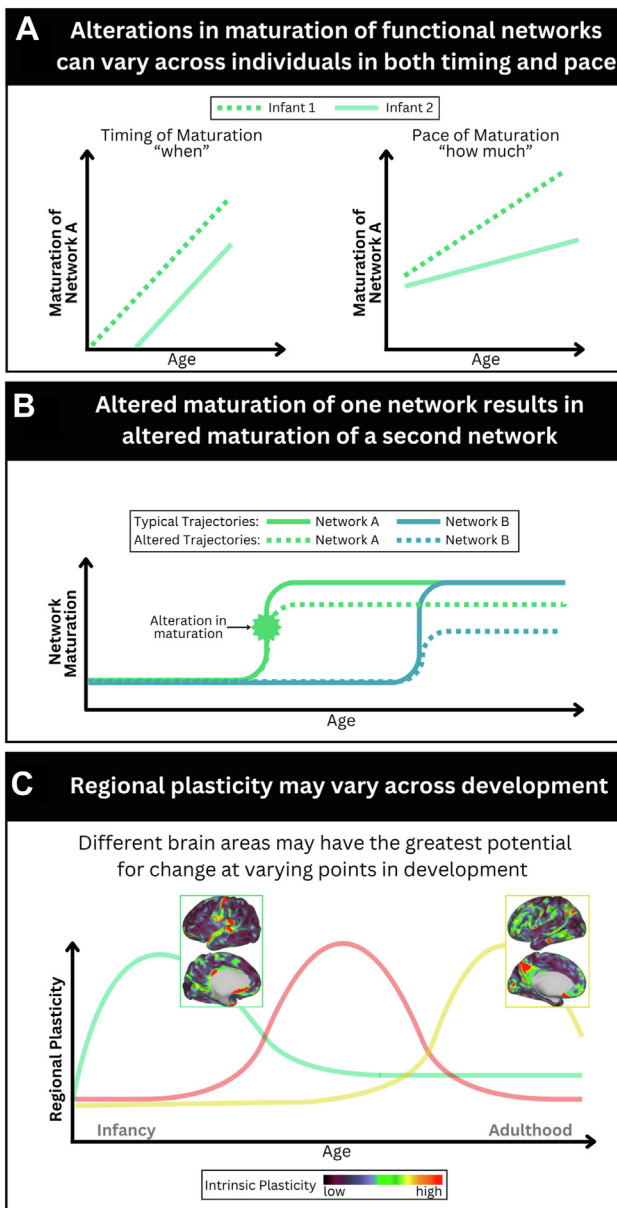 A
Alterations in maturation of functional networks
can vary across individuals in both timing and pace
Infant 1 Infant 2
Timing of Maturation
“when”
Maturation of
Network A
Age
Pace of Maturation
“how much”
Maturation of
Network A
Age
B
Altered maturation of one network results in
altered maturation of a second network
Typical Trajectories: Network A Network B
Altered Trajectories: Network A Network B
Network
Maturation
Alteration in
maturation
Age
C
Regional plasticity may vary across development
Different brain areas may have the greatest potential
for change at varying points in development
Regional Plasticity
Infancy
Adulthood
Age
Intrinsic Plasticity
low high